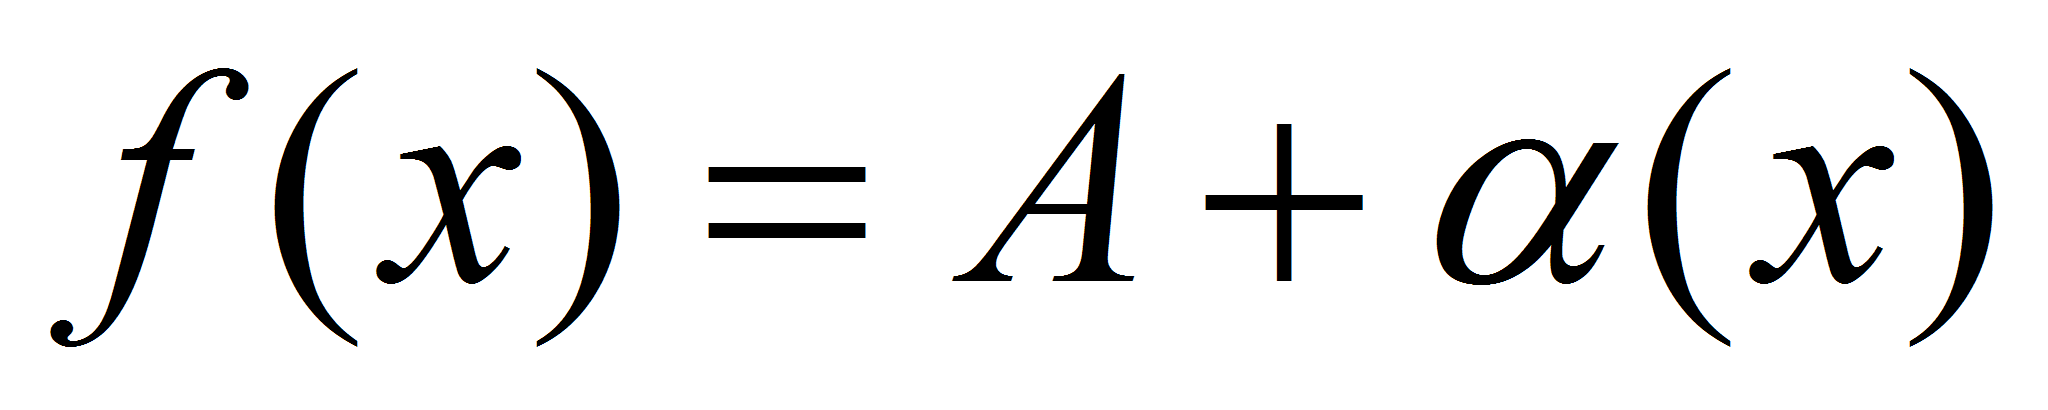 f(x) = A + α(x)